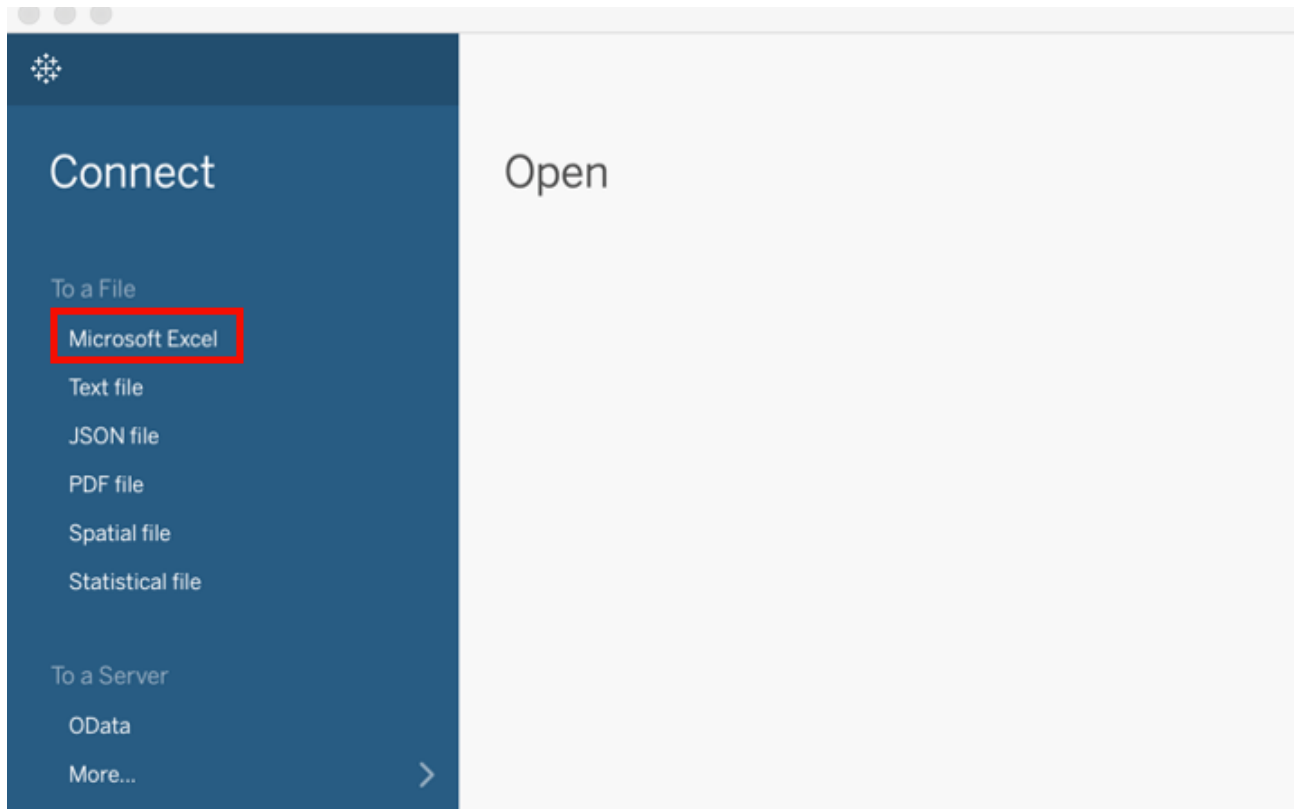 Connect
To a File
Microsoft Excel
Text file
JSON file
PDF file
Spatial file
Statistical file
To a Server
OData
More...
Open